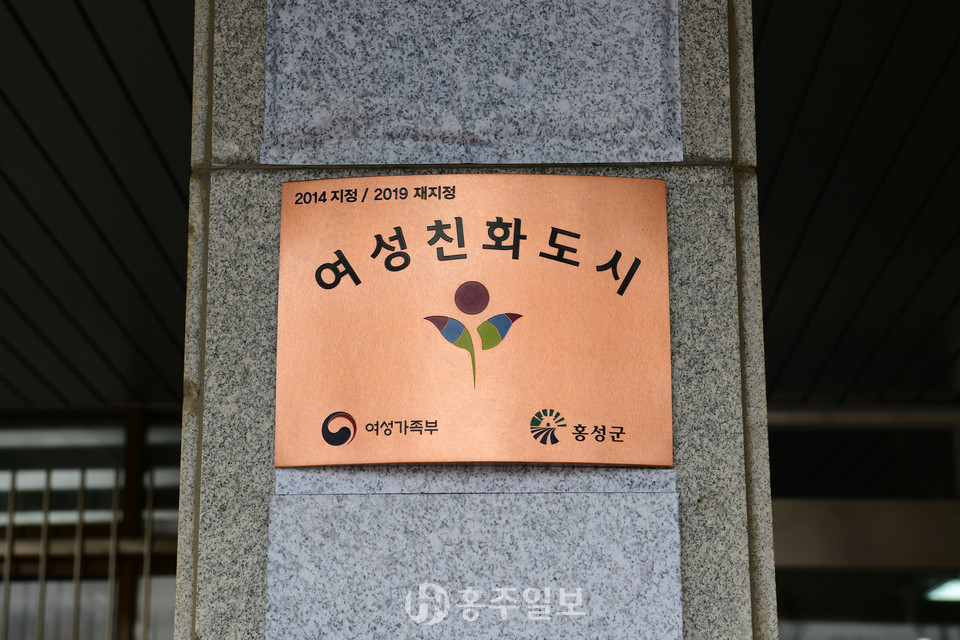 2014 지정 / 2019 재지정
여성친화도시
여성가족부 홍성군
홍주일보